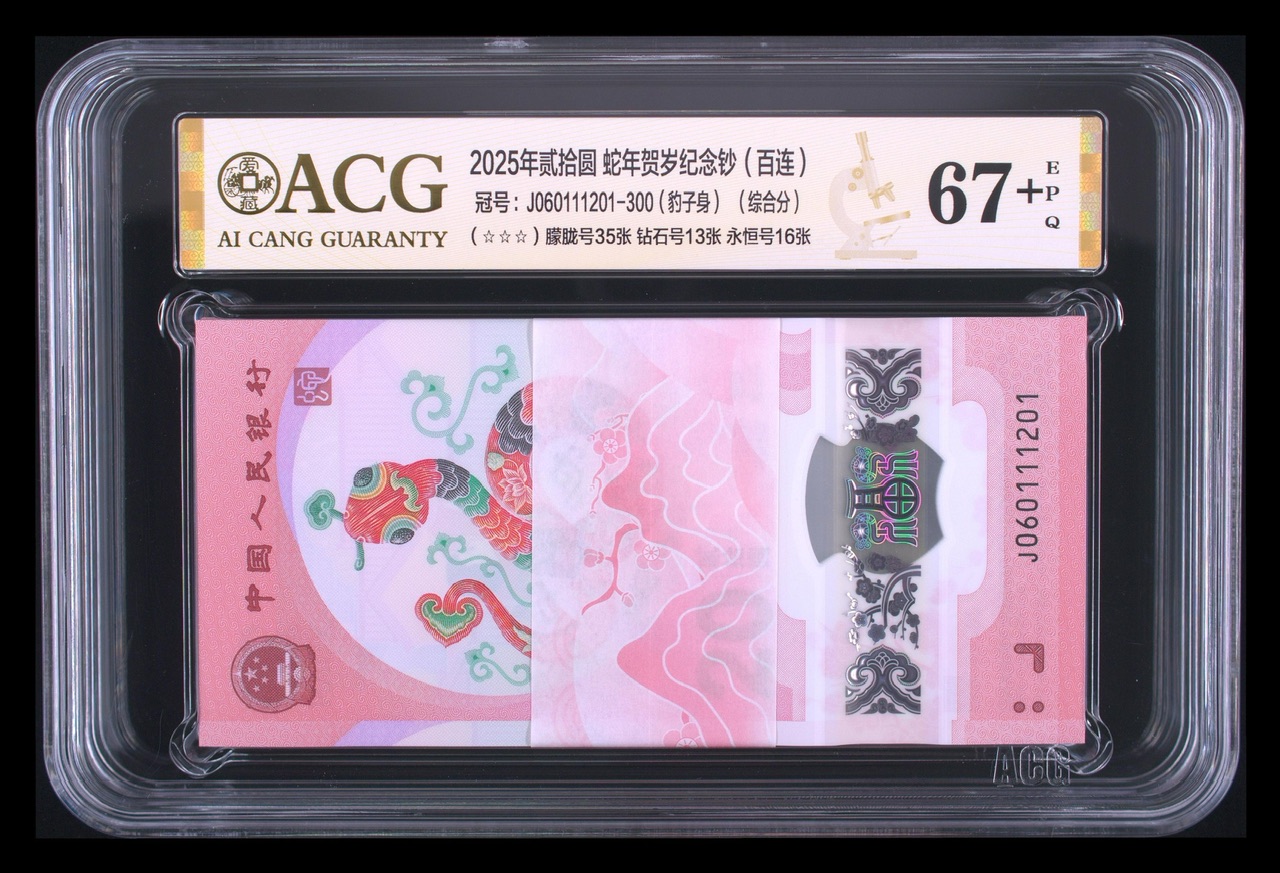 爱藏
ACG
AI CANG GUARANTY
2025年贰拾圆 蛇年贺岁纪念钞(百连)
冠号:J060111201-300(豹子身) (综合分)
(☆☆☆)朦胧号35张 钻石号13张 永恒号16张
67+
EPQ
中国人民银行
J060111201
ACG